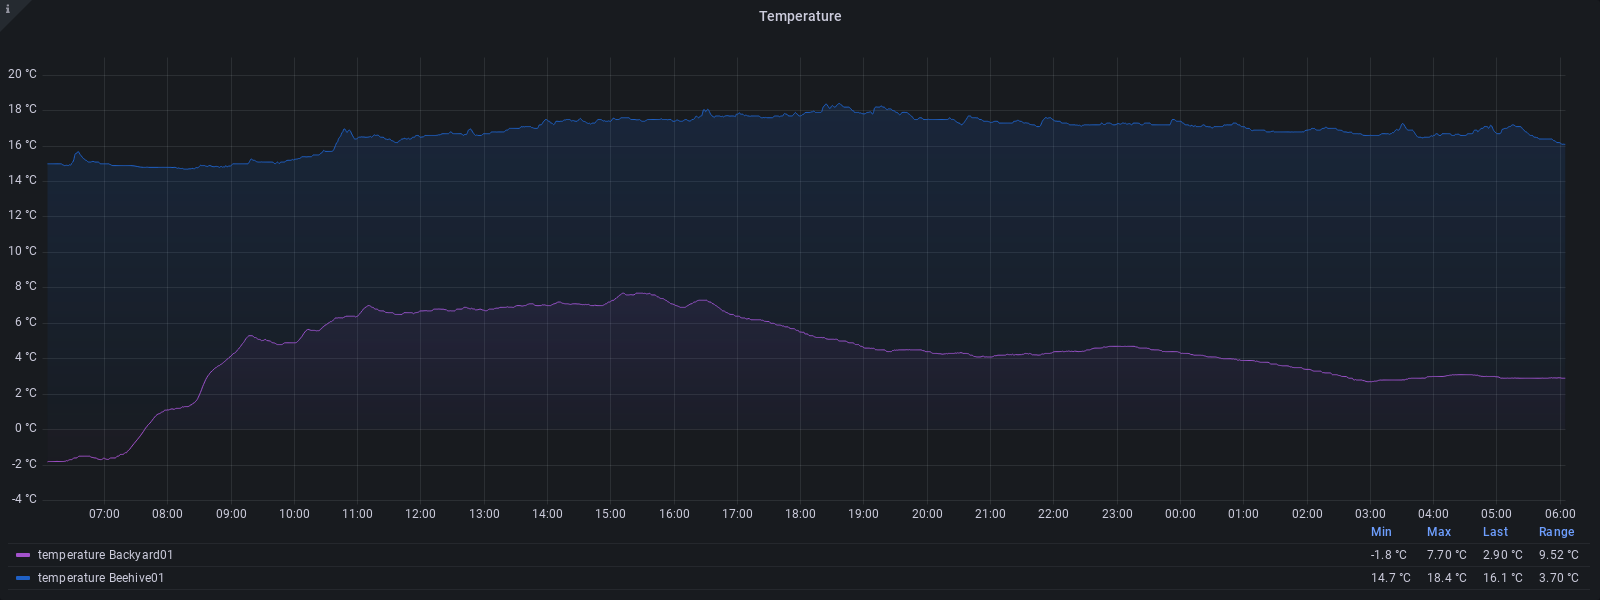 i
Temperature
20 °C
18 °C
16 °C
14 °C
12 °C
10 °C
8 °C
6 °C
4 °C
2 °C
0 °C
-2 °C
-4 °C
07:00 08:00 09:00 10:00 11:00 12:00 13:00 14:00 15:00 16:00 17:00 18:00 19:00 20:00 21:00 22:00 23:00 00:00 01:00 02:00 03:00 04:00 05:00 06:00
Min Max Last Range
temperature Backyard01 -1.8 °C 7.70 °C 2.90 °C 9.52 °C
temperature Beehive01 14.7 °C 18.4 °C 16.1 °C 3.70 °C